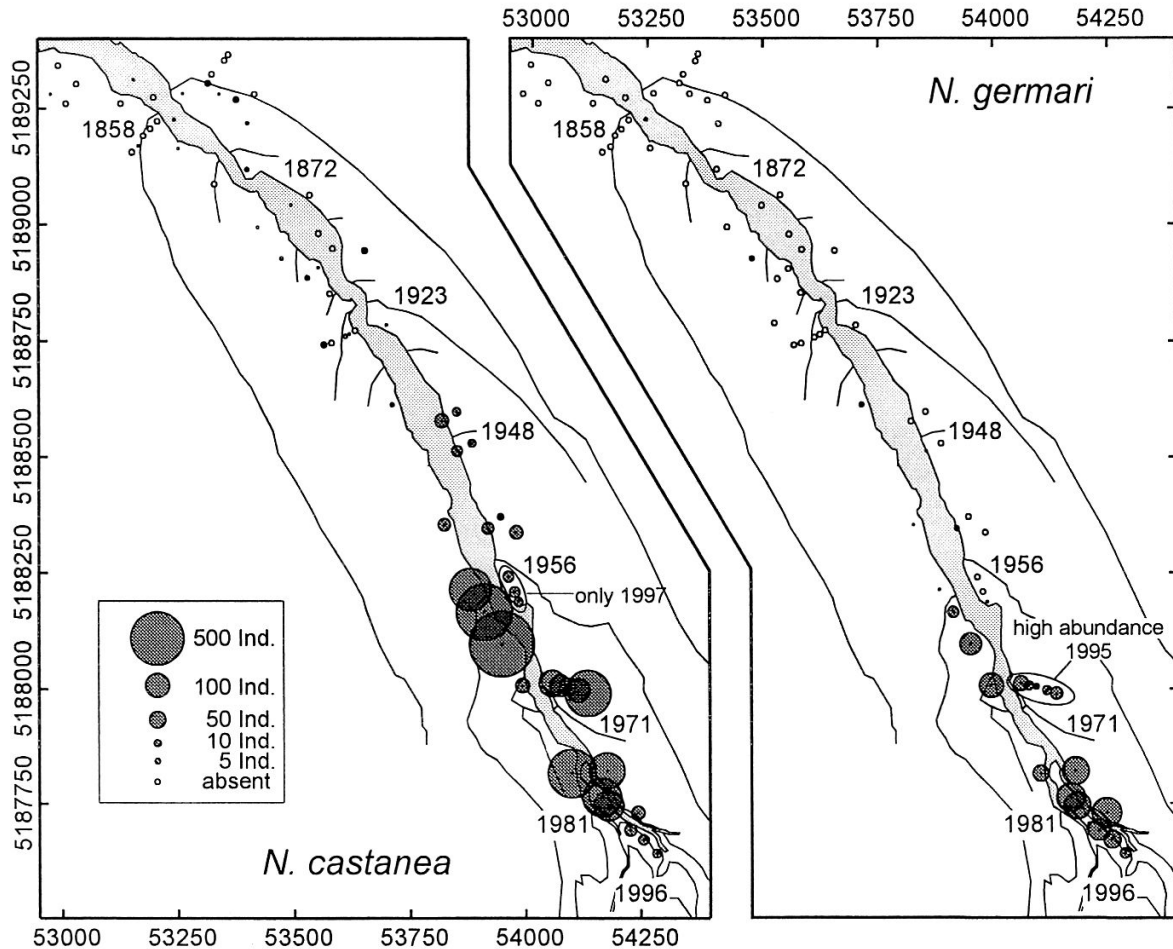 53000 53250 53500 53750 54000 54250
N. castanea
N. germari
5189250
5189000
5188750
5188500
5188250
5188000
5187750
1858
1872
1923
1948
1956
only 1997
1971
1981
1996
1858
1872
1923
1948
1956
high abundance
1995
1971
1981
1996
500 Ind.
100 Ind.
50 Ind.
10 Ind.
5 Ind.
absent
53000 53250 53500 53750 54000 54250